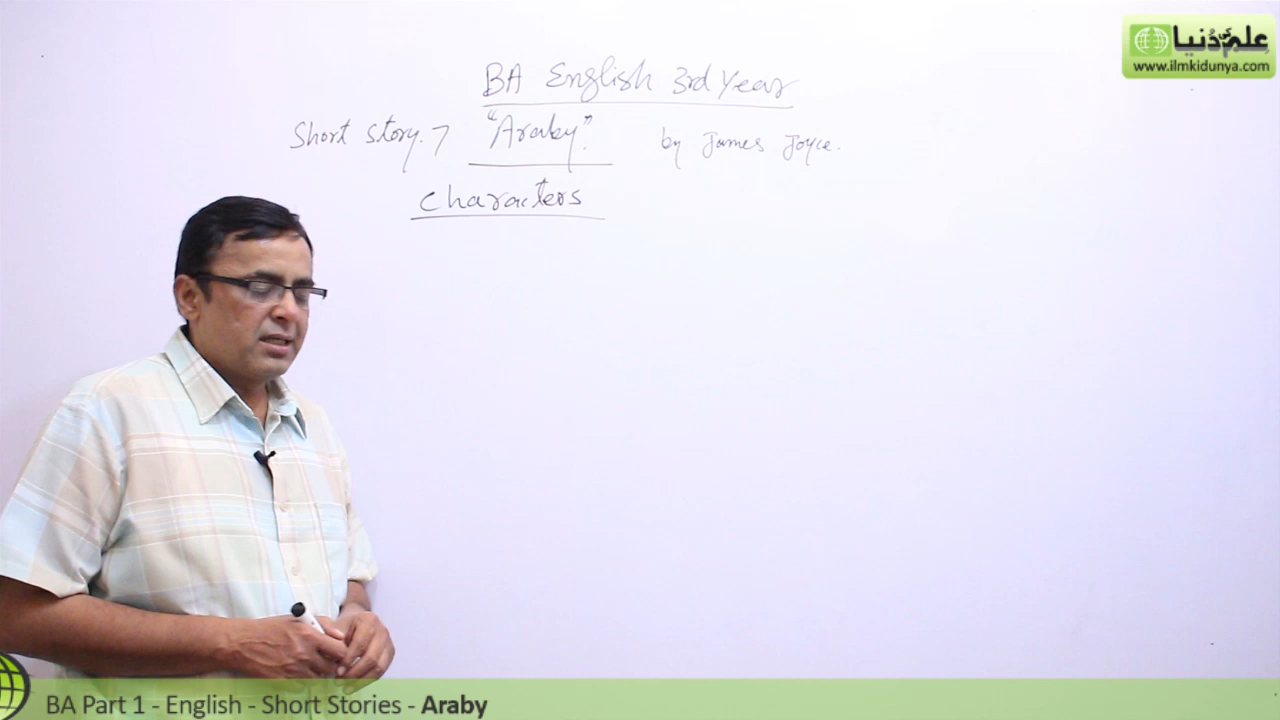 علم کی دُنیا
www.ilmkidunya.com
BA English 3rd Year
Short Story. 7 "Araby". by James Joyce.
Characters
BA Part 1 - English - Short Stories - Araby